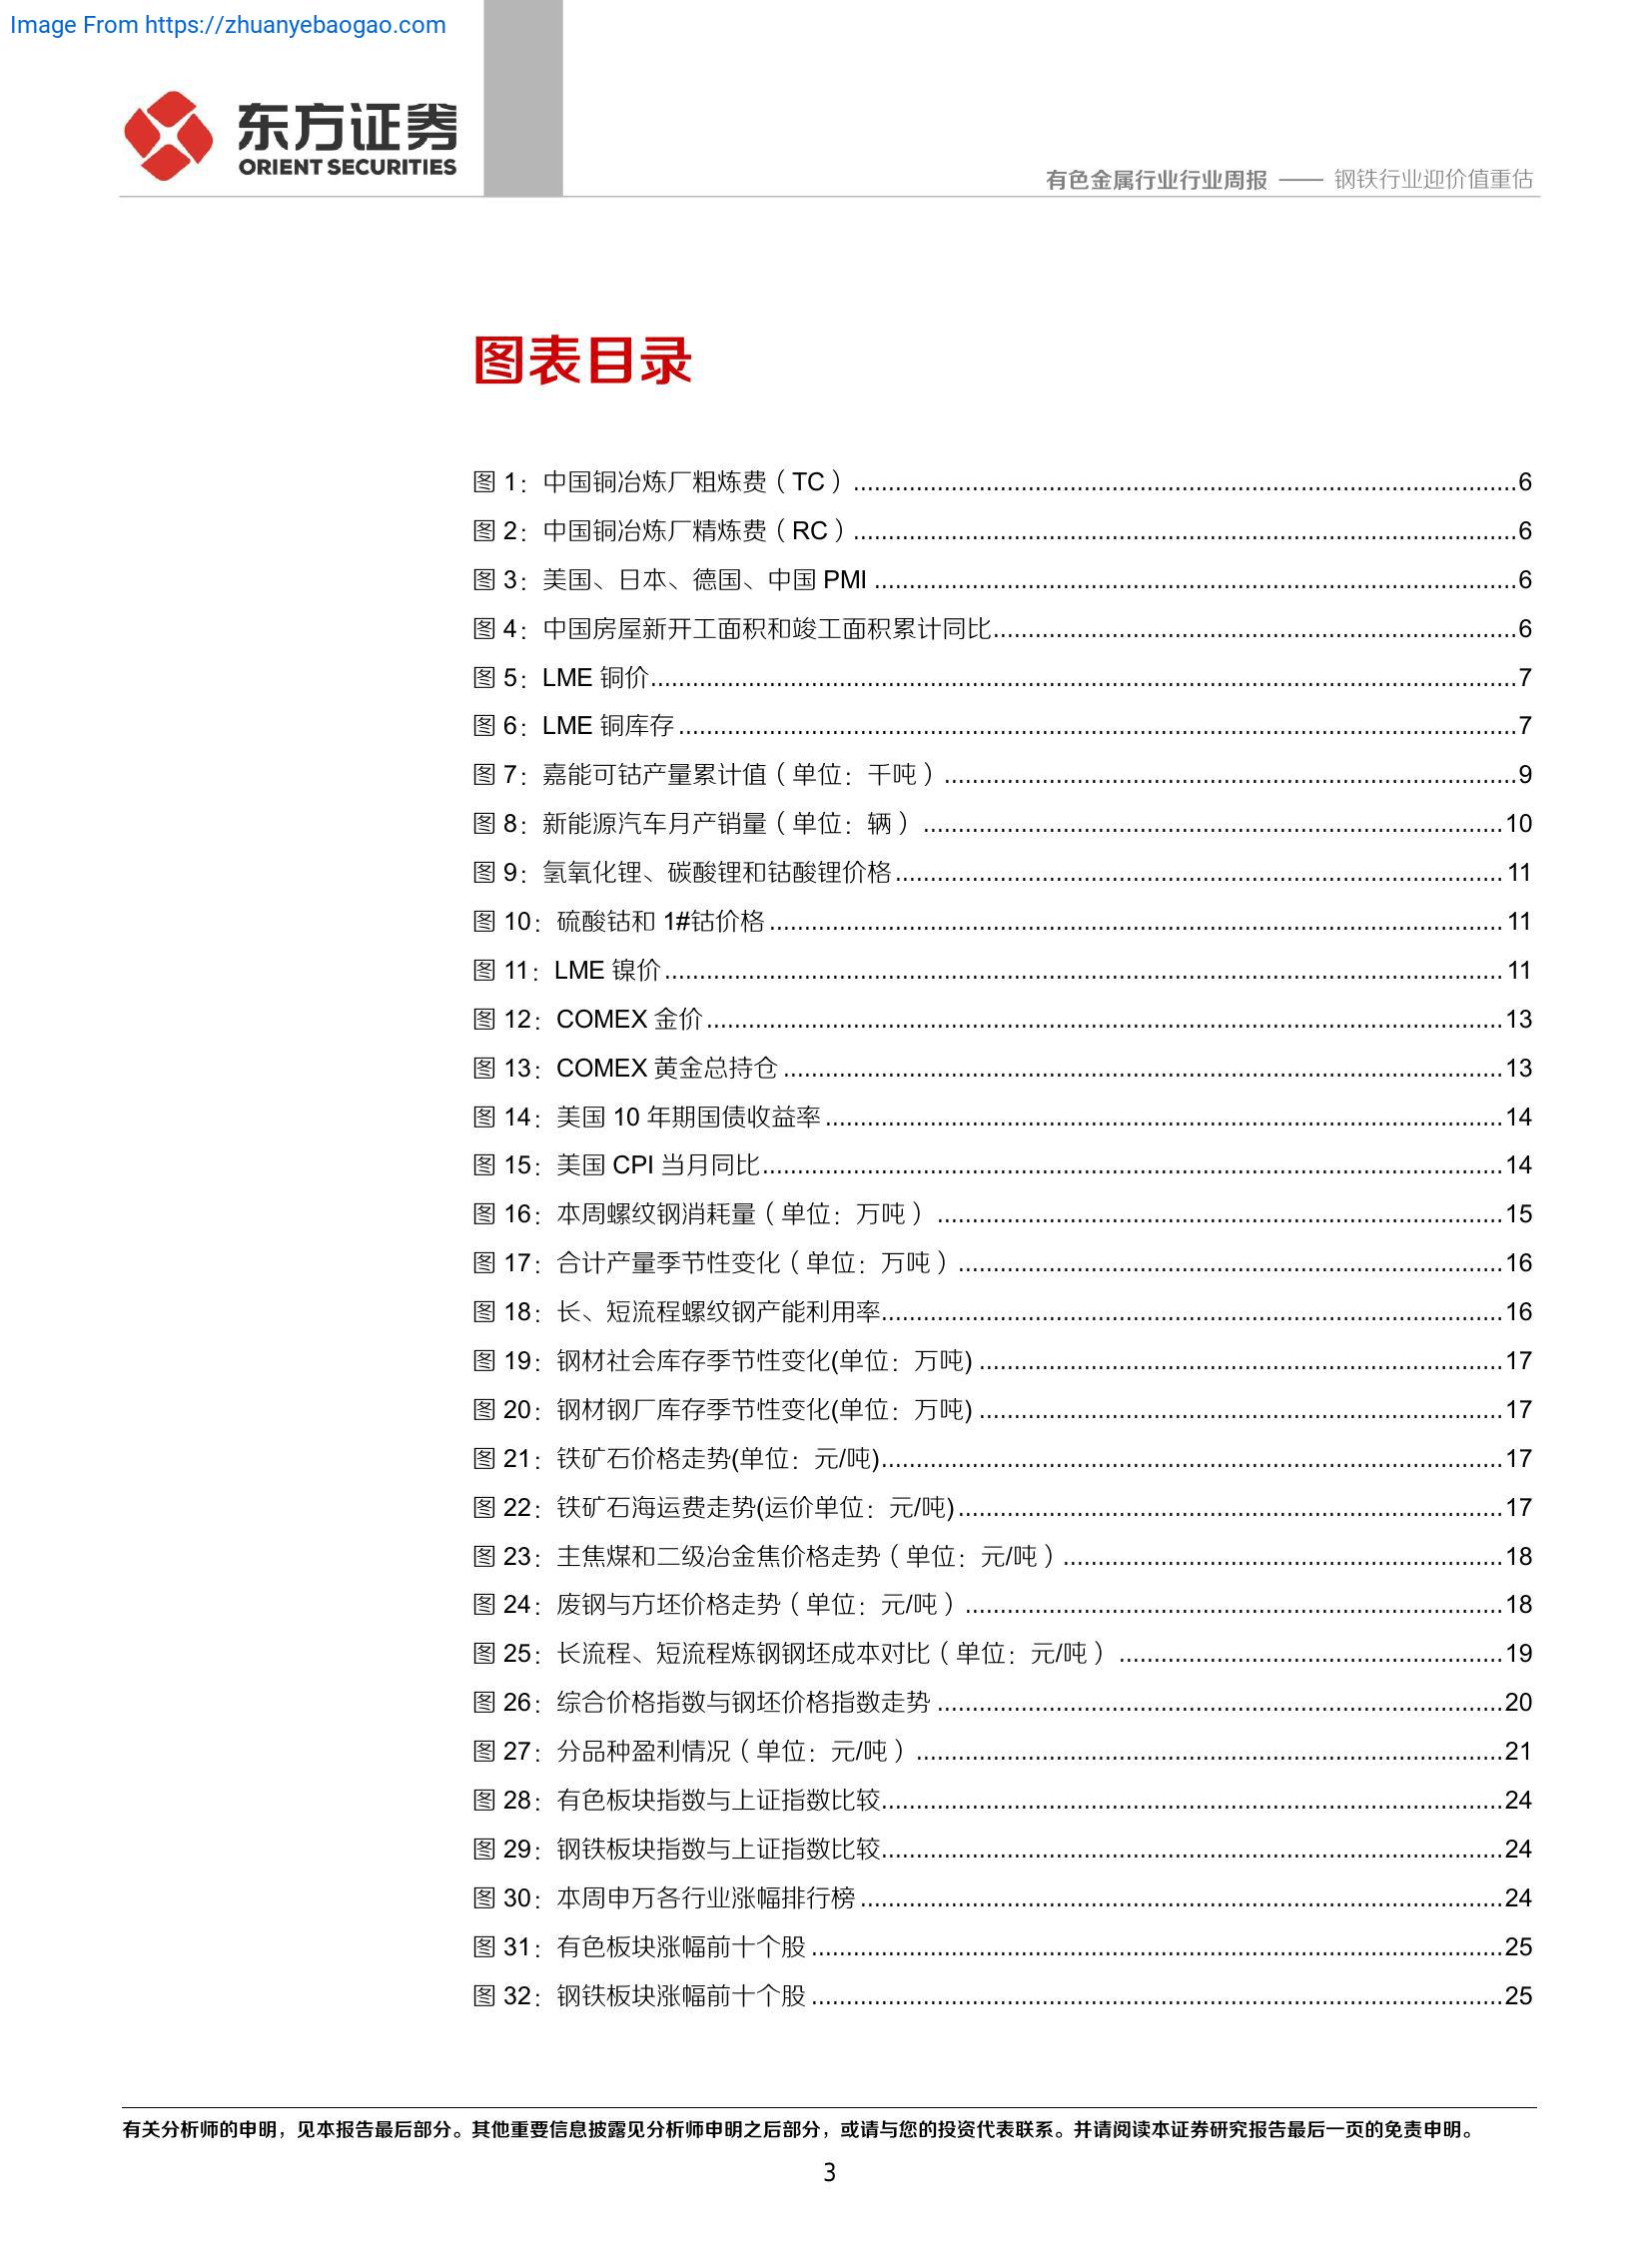 Image From https://zhuanyebaogao.com
东方证券
ORIENT SECURITIES
有色金属行业行业周报 —— 钢铁行业迎价值重估
图表目录
图 1：中国铜冶炼厂粗炼费（TC）........................................6
图 2：中国铜冶炼厂精炼费（RC）........................................6
图 3：美国、日本、德国、中国 PMI ........................................6
图 4：中国房屋新开工面积和竣工面积累计同比........................................6
图 5：LME 铜价........................................7
图 6：LME 铜库存 ........................................7
图 7：嘉能可钴产量累计值（单位：千吨）........................................9
图 8：新能源汽车月产销量（单位：辆）........................................10
图 9：氢氧化锂、碳酸锂和钴酸锂价格........................................11
图 10：硫酸钴和 1#钴价格........................................11
图 11：LME 镍价........................................11
图 12：COMEX 金价........................................13
图 13：COMEX 黄金总持仓........................................13
图 14：美国 10 年期国债收益率........................................14
图 15：美国 CPI 当月同比........................................14
图 16：本周螺纹钢消耗量（单位：万吨）........................................15
图 17：合计产量季节性变化（单位：万吨）........................................16
图 18：长、短流程螺纹钢产能利用率........................................16
图 19：钢材社会库存季节性变化(单位：万吨) ........................................17
图 20：钢材钢厂库存季节性变化(单位：万吨) ........................................17
图 21：铁矿石价格走势(单位：元/吨)........................................17
图 22：铁矿石海运费走势(运价单位：元/吨)........................................17
图 23：主焦煤和二级冶金焦价格走势（单位：元/吨）........................................18
图 24：废钢与方坯价格走势（单位：元/吨）........................................18
图 25：长流程、短流程炼钢钢坯成本对比（单位：元/吨）........................................19
图 26：综合价格指数与钢坯价格指数走势 ........................................20
图 27：分品种盈利情况（单位：元/吨）........................................21
图 28：有色板块指数与上证指数比较........................................24
图 29：钢铁板块指数与上证指数比较........................................24
图 30：本周申万各行业涨幅排行榜........................................24
图 31：有色板块涨幅前十个股........................................25
图 32：钢铁板块涨幅前十个股........................................25
有关分析师的申明，见本报告最后部分。其他重要信息披露见分析师申明之后部分，或请与您的投资代表联系。并请阅读本证券研究报告最后一页的免责申明。
3